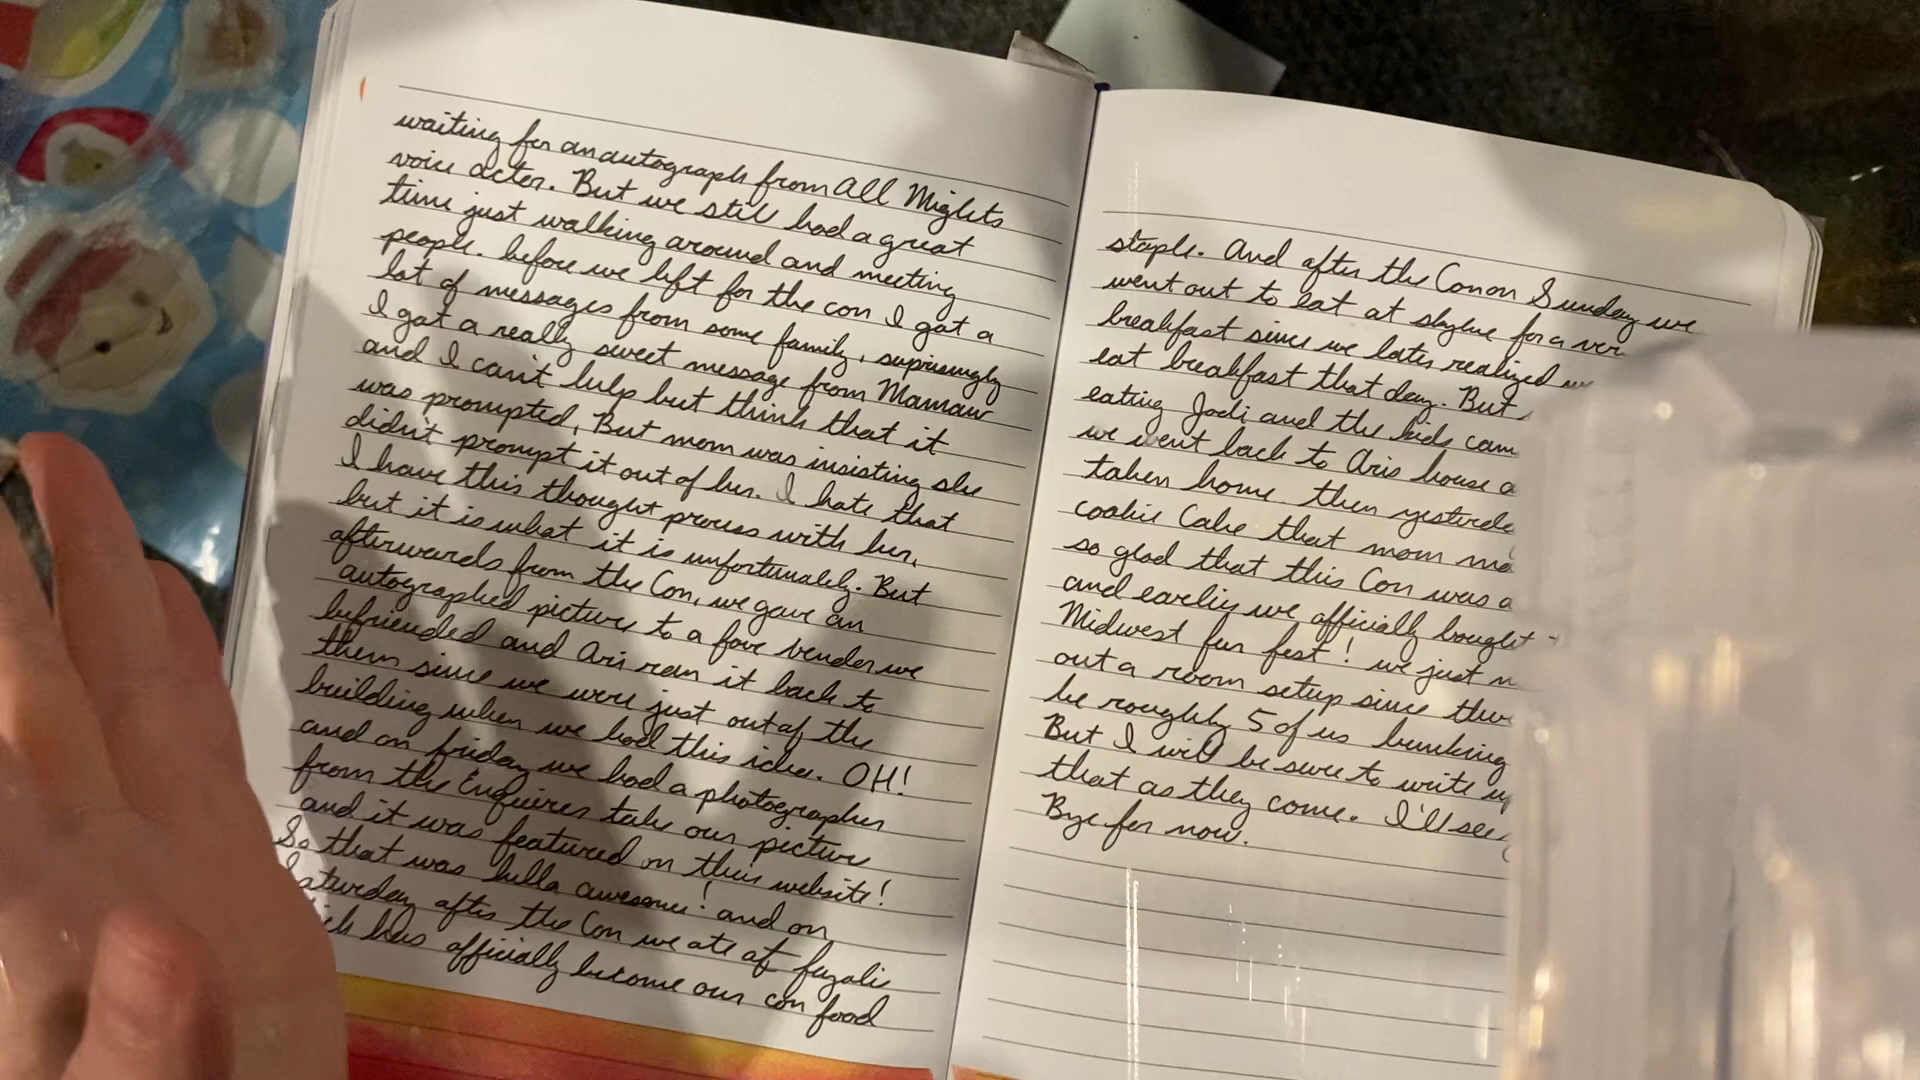 waiting for an autograph from All Mights
voice actor. But we still had a great
time just walking around and meeting
people. before we left for the con I got a
lot of messages from some family, suprisingly
I got a really sweet message from Mamaw
and I can't help but think that it
was prompted, But mom was insisting she
didn't prompt it out of her. I hate that
I have this thought process with her,
but it is what it is unfortunately. But
afterwards from the Con, we gave an
autographed picture to a fave vender we
befriended and Aris ran it back to
them since we were just out of the
building when we had this idea. OH!
and on friday we had a photographer
from the Enquirer take our picture
and it was featured on their website!
So that was hella awesome! and on
Saturday after the Con we ate at
has officially become our con food
staple. And after the Con on Sunday we
went out to eat at skyline for a
breakfast since we later realized
eat breakfast that day. But
eating Jodi and the kids cam
we went back to Aris house a
taken home. then yesterda
cookie Cake that mom ma
so glad that this Con was a
and earlier we officially bought
Midwest fur fest! we just n
out a room setup since
be roughly 5 of us bunking
But I will be sure to write up
that as they come. I'll see
Bye for now.